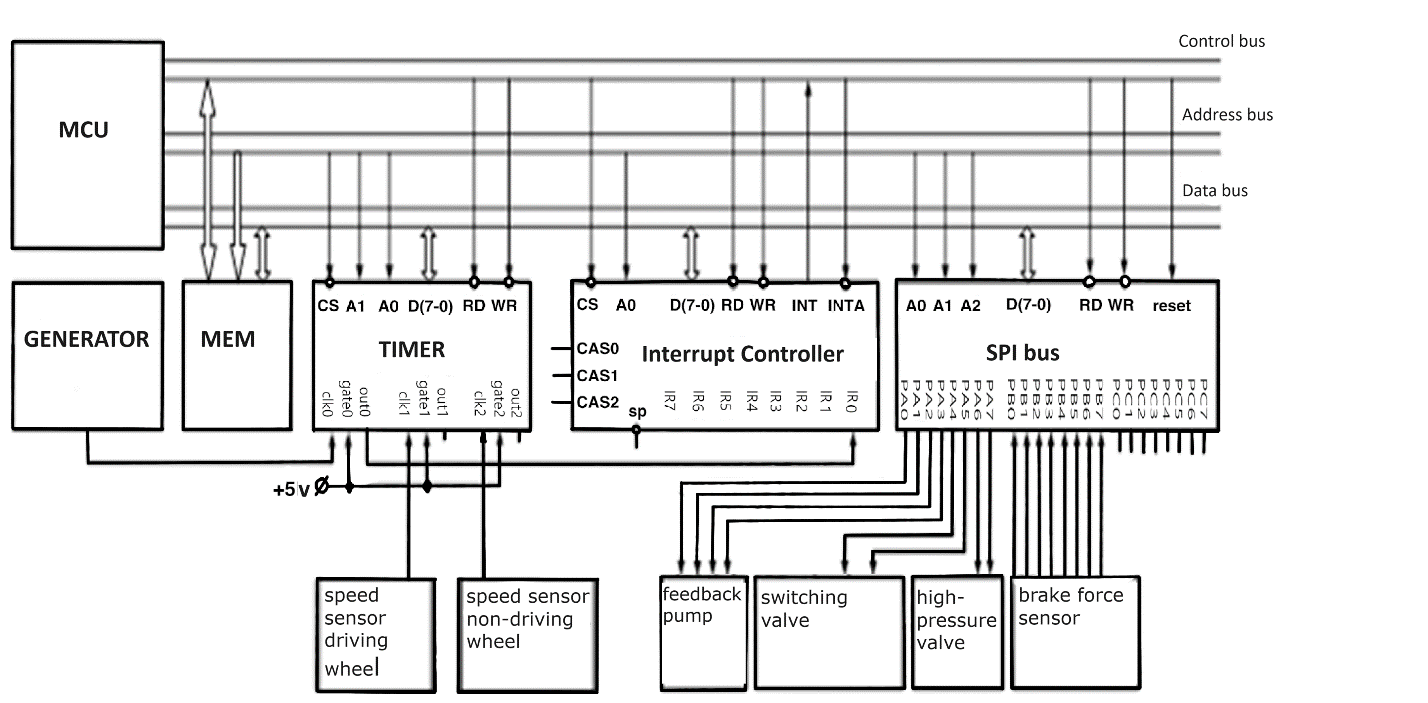 Control bus
MCU
Address bus
Data bus
CS A1 A0 D(7-0) RD WR
CS A0 D(7-0) RD WR INT INTA
A0 A1 A2 D(7-0) RD WR reset
GENERATOR
MEM
TIMER
Interrupt Controller
SPI bus
CAS0
CAS1
CAS2
clk0 gate0 out0 clk1 gate1 out1 clk2 gate2 out2
sp
IR7 IR6 IR5 IR4 IR3 IR2 IR1 IR0
PA0 PA1 PA2 PA3 PA4 PA5 PA6 PA7 PB0 PB1 PB2 PB3 PB4 PB5 PB6 PB7 PC0 PC1 PC2 PC3 PC4 PC5 PC6 PC7
+5V
speed
sensor
driving
wheel
speed sensor
non-driving
wheel
feedback
pump
switching
valve
high-
pressure
valve
brake force
sensor